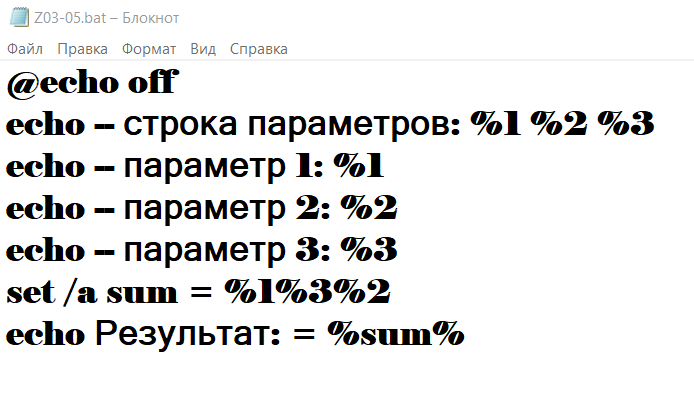 Z03-05.bat – Блокнот
Файл Правка Формат Вид Справка
@echo off
echo -- строка параметров: %1 %2 %3
echo -- параметр 1: %1
echo -- параметр 2: %2
echo -- параметр 3: %3
set /a sum = %1%3%2
echo Результат: = %sum%